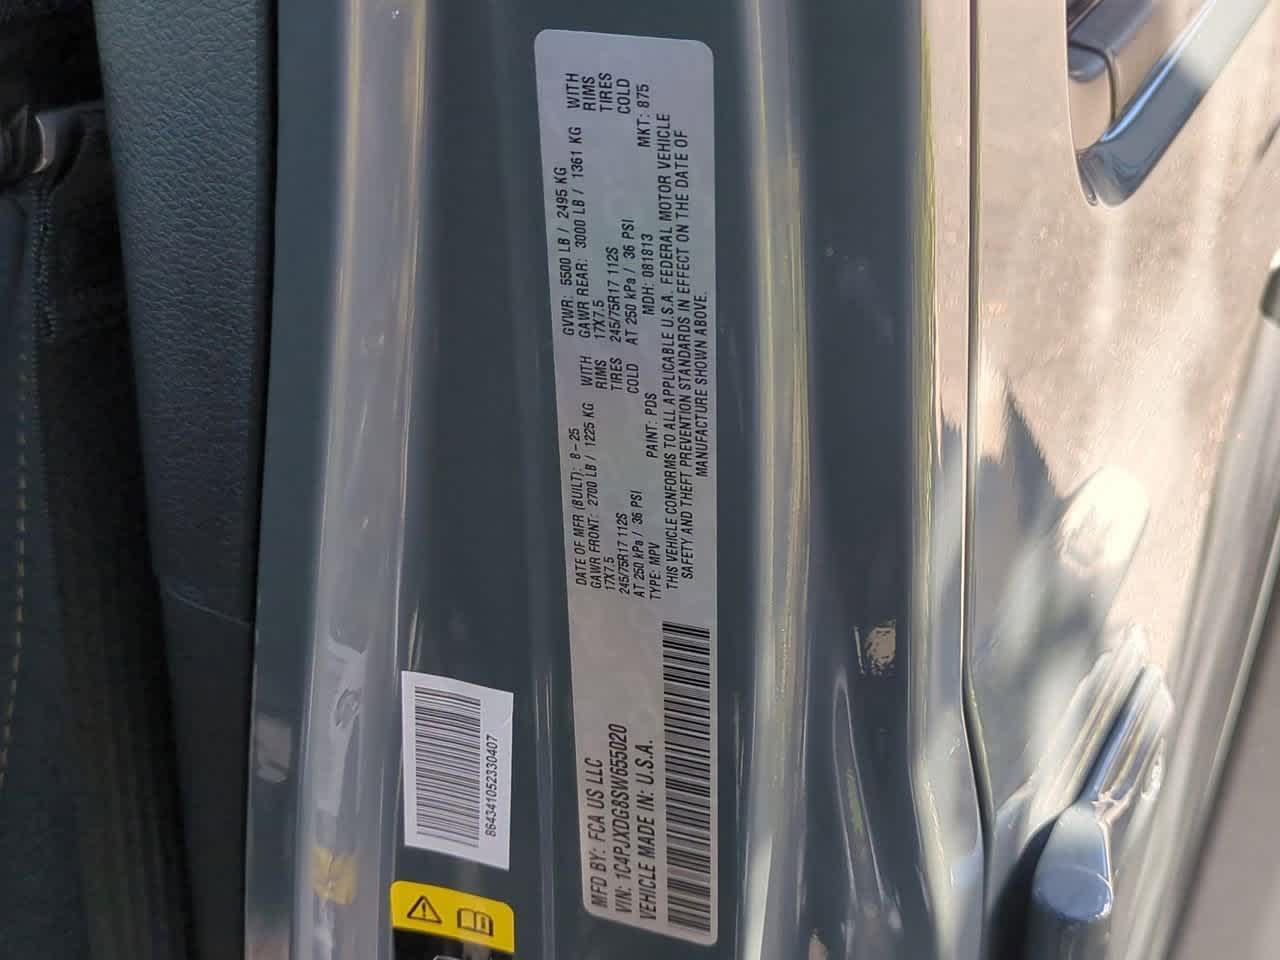 MFD BY: FCA US LLC
VIN: 1C4PJXDG8SW655020
VEHICLE MADE IN: U.S.A.
DATE OF MFR (BUILT): 8-25
GVWR: 5500 LB / 2495 KG
GAWR FRONT: 2700 LB / 1225 KG WITH
17X7.5 RIMS
245/75R17 112S TIRES
AT 250 kPa / 36 PSI COLD
GAWR REAR: 3000 LB / 1361 KG WITH
17X7.5 RIMS
245/75R17 112S TIRES
AT 250 kPa / 36 PSI COLD
TYPE: MPV PAINT: PDS MDH: 081813 MKT: 875
THIS VEHICLE CONFORMS TO ALL APPLICABLE U.S.A. FEDERAL MOTOR VEHICLE
SAFETY AND THEFT PREVENTION STANDARDS IN EFFECT ON THE DATE OF
MANUFACTURE SHOWN ABOVE.
864341052330407